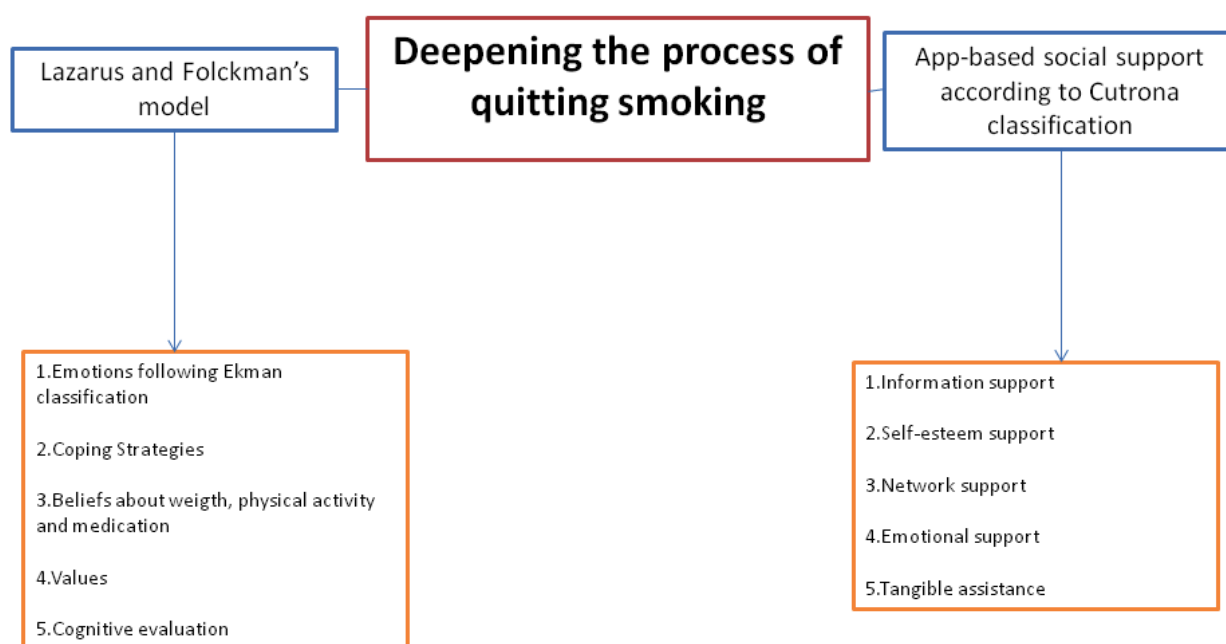 Deepening the process of
quitting smoking
Lazarus and Folckman's
model
App-based social support
according to Cutrona
classification
1.Emotions following Ekman
classification
2.Coping Strategies
3.Beliefs about weigth, physical activity
and medication
4.Values
5.Cognitive evaluation
1.Information support
2.Self-esteem support
3.Network support
4.Emotional support
5.Tangible assistance